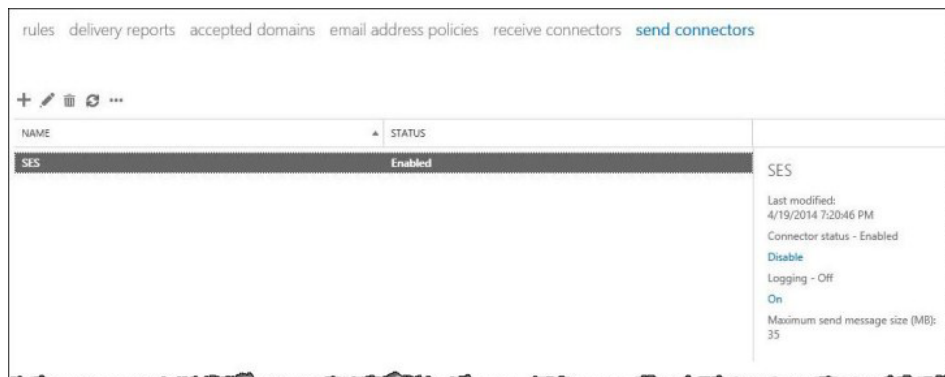 rules delivery reports accepted domains email address policies receive connectors send connectors
NAME STATUS
SES Enabled
SES
Last modified:
4/19/2014 7:20:46 PM
Connector status - Enabled
Disable
Logging - Off
On
Maximum send message size (MB):
35